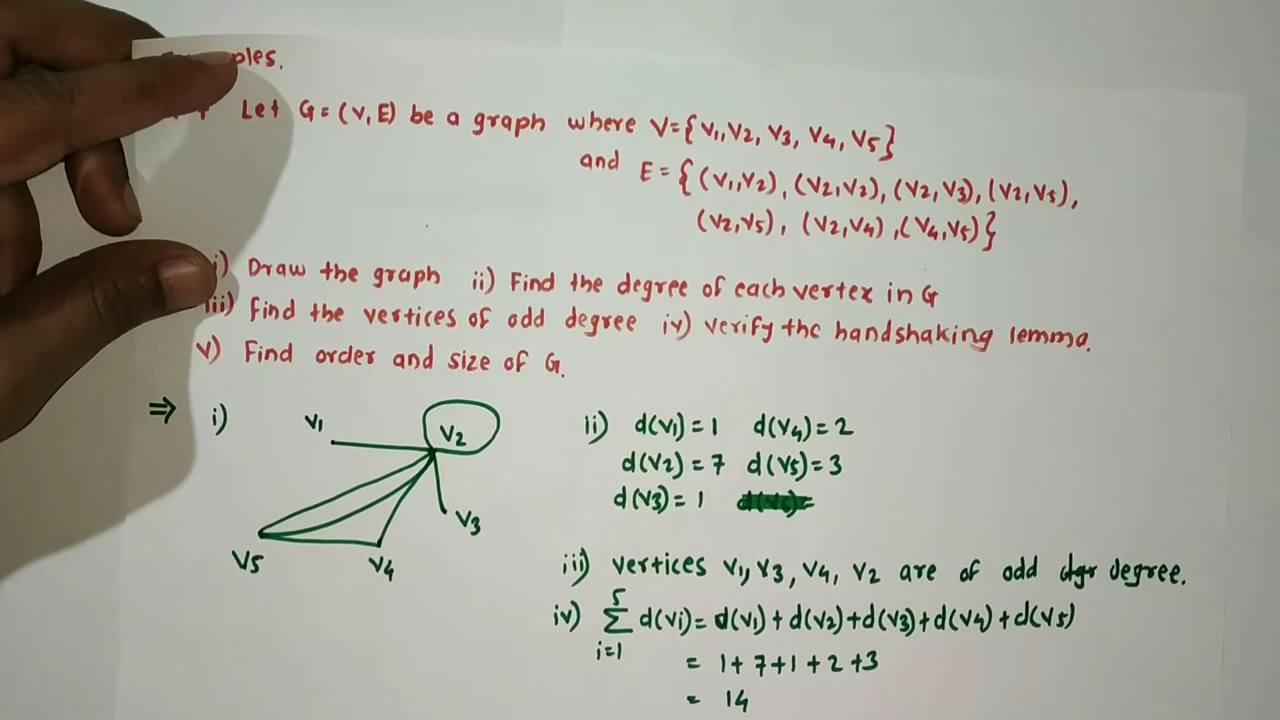 ples.
Let G = (V, E) be a graph where V = {V1, V2, V3, V4, V5}
and E = {(V1,V2), (V2,V2), (V2,V3), (V2,V5),
(V2,V5), (V2,V4), (V4,V5)}
i) Draw the graph ii) Find the degree of each vertex in G
iii) Find the vertices of odd degree iv) Verify the handshaking lemma.
v) Find order and size of G.
⇒ i)
V1
V2
V3
V5
V4
ii) d(V1) = 1 d(V4) = 2
d(V2) = 7 d(V5) = 3
d(V3) = 1
iii) vertices V1, V3, V4, V2 are of odd degree.
iv) 5∑i=1 d(Vi) = d(V1) + d(V2) + d(V3) + d(V4) + d(V5)
= 1 + 7 + 1 + 2 + 3
= 14